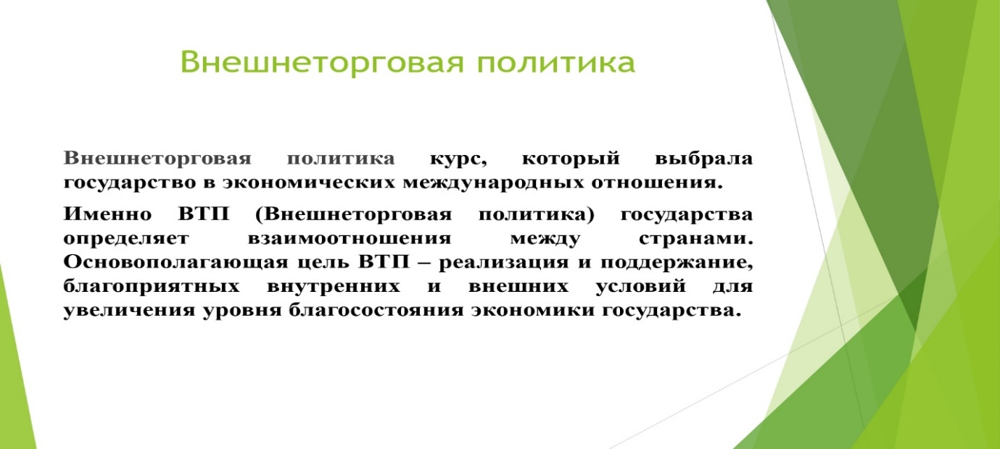 Внешнеторговая политика
Внешнеторговая политика курс, который выбрала
государство в экономических международных отношения.
Именно ВТП (Внешнеторговая политика) государства
определяет взаимоотношения между странами.
Основополагающая цель ВТП – реализация и поддержание,
благоприятных внутренних и внешних условий для
увеличения уровня благосостояния экономики государства.